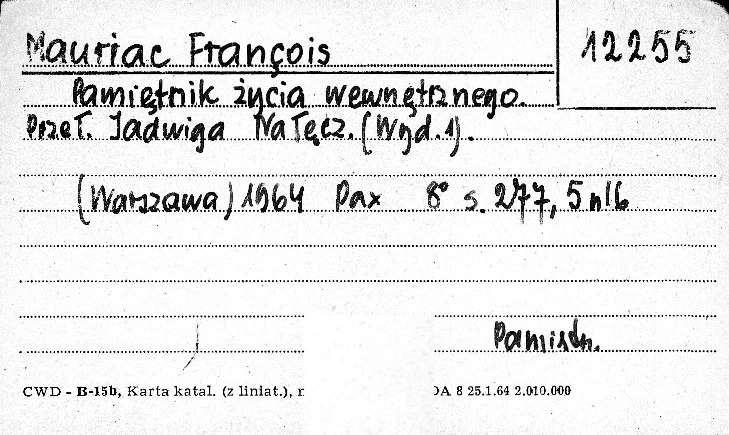 Mauriac François 12255
Pamiętnik życia wewnętrznego.
Przeł. Jadwiga Nałęcz. (Wyd. 1).
(Warszawa) 1964 Pax 8° s. 277, 5 nlb
Pamiętn.
CWD - B-15b, Karta katal. (z liniat.), DA 8 25.1.64 2.010.000